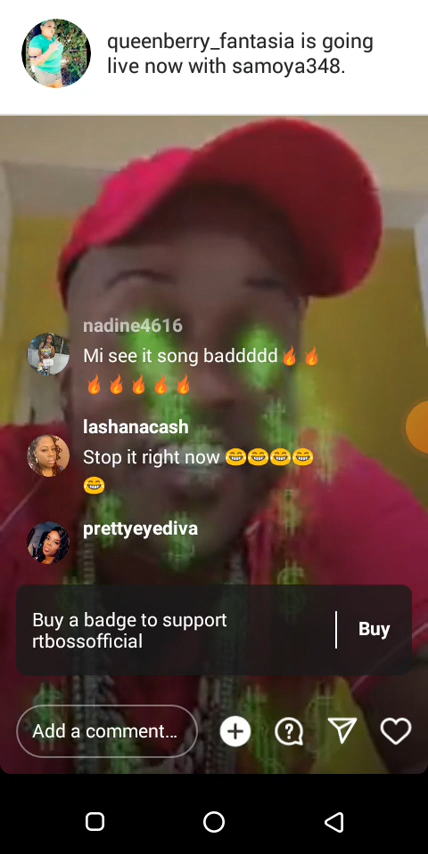 queenberry_fantasia is going
live now with samoya348.
nadine4616
Mi see it song baddddd🔥🔥
🔥🔥🔥🔥🔥
lashanacash
Stop it right now 😂😂😂😂
😂
prettyeyediva
Buy a badge to support
rtbossofficial
Buy
Add a comment...